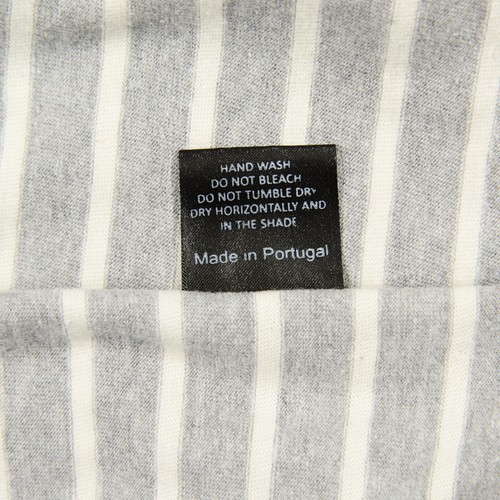 HAND WASH
DO NOT BLEACH
DO NOT TUMBLE DRY
DRY HORIZONTALLY AND
IN THE SHADE
Made in Portugal